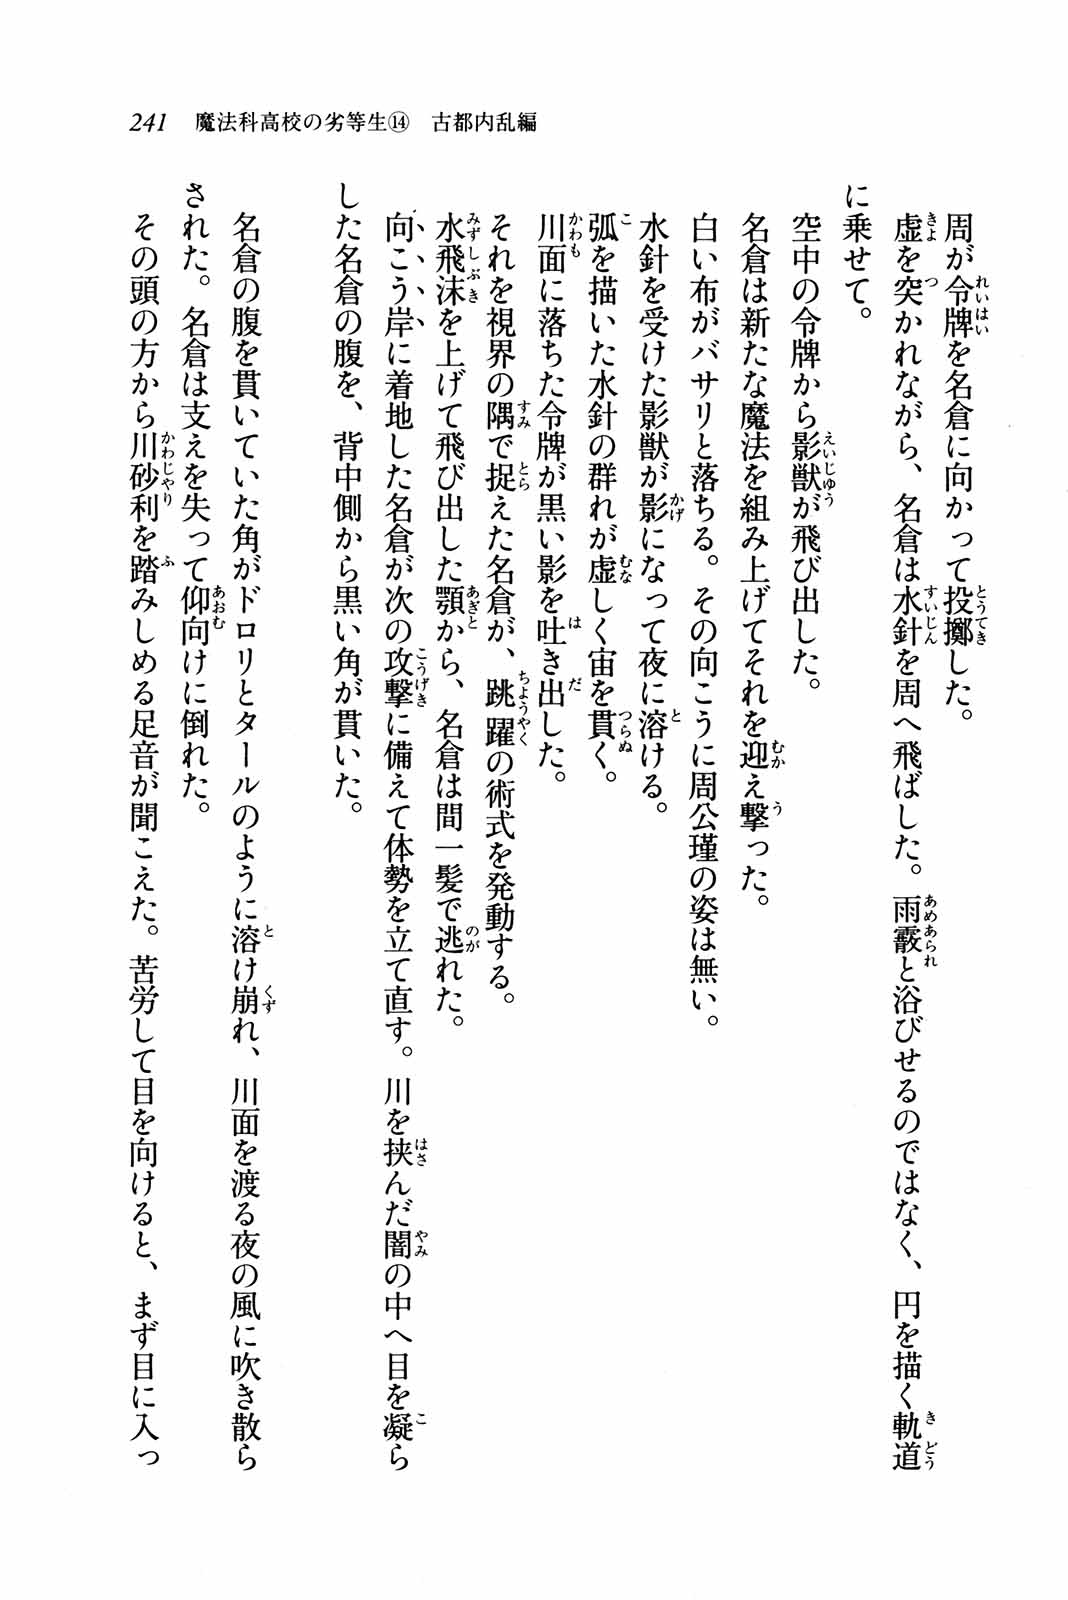 241 魔法科高校の劣等生⑭ 古都内乱編
周が令牌を名倉に向かって投擲した。
虚を突かれながら、名倉は水針を周へ飛ばした。雨霰と浴びせるのではなく、円を描く軌道
に乗せて。
空中の令牌から影獣が飛び出した。
名倉は新たな魔法を組み上げてそれを迎え撃った。
白い布がバサリと落ちる。その向こうに周公瑾の姿は無い。
水針を受けた影獣が影になって夜に溶ける。
弧を描いた水針の群れが虚しく宙を貫く。
川面に落ちた令牌が黒い影を吐き出した。
それを視界の隅で捉えた名倉が、跳躍の術式を発動する。
水飛沫を上げて飛び出した顎から、名倉は間一髪で逃れた。
向こう岸に着地した名倉が次の攻撃に備えて体勢を立て直す。川を挟んだ闇の中へ目を凝ら
した名倉の腹を、背中側から黒い角が貫いた。
名倉の腹を貫いていた角がドロリとタールのように溶け崩れ、川面を渡る夜の風に吹き散ら
された。名倉は支えを失って仰向けに倒れた。
その頭の方から川砂利を踏みしめる足音が聞こえた。苦労して目を向けると、まず目に入っ